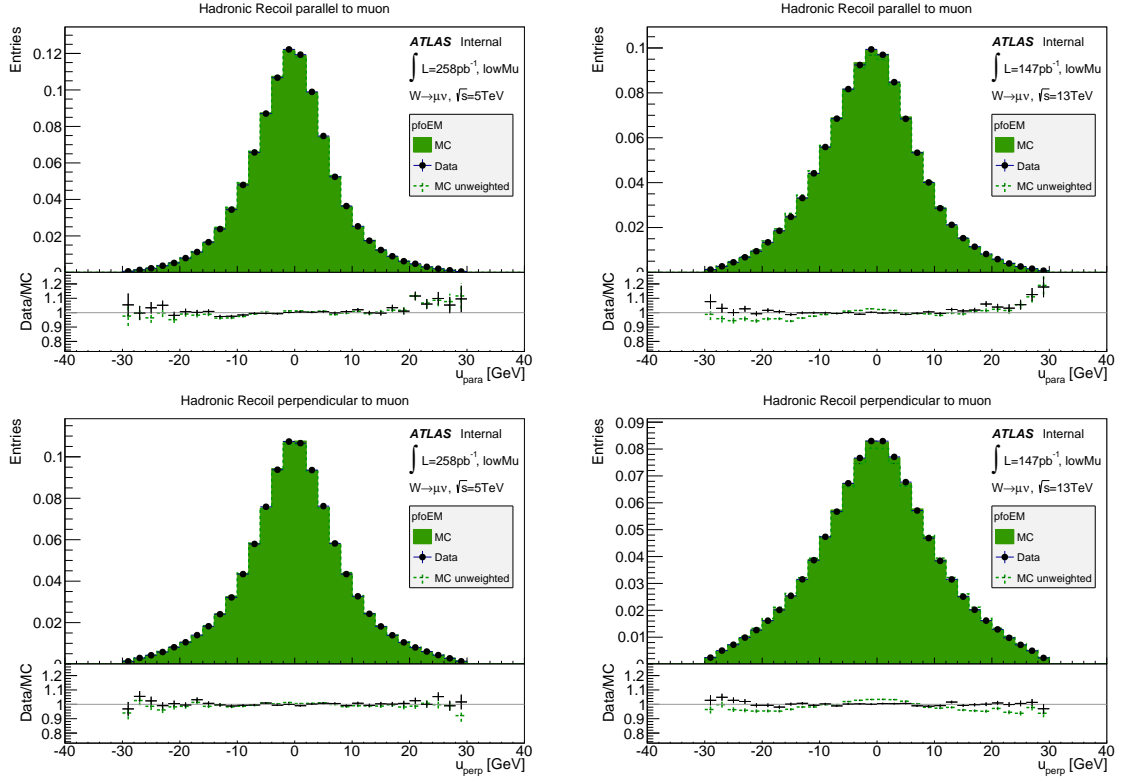 Hadronic Recoil parallel to muon
Entries
0.12
0.1
0.08
0.06
0.04
0.02
0
ATLAS Internal
∫ L=258pb⁻¹, lowMu
W→μν, √s=5TeV
pfoEM
MC
Data
MC unweighted
Data/MC
1.2
1.1
1
0.9
0.8
-40 -30 -20 -10 0 10 20 30 40
u_para [GeV]
Hadronic Recoil parallel to muon
Entries
0.1
0.08
0.06
0.04
0.02
0
ATLAS Internal
∫ L=147pb⁻¹, lowMu
W→μν, √s=13TeV
pfoEM
MC
Data
MC unweighted
Data/MC
1.2
1.1
1
0.9
0.8
-40 -30 -20 -10 0 10 20 30 40
u_para [GeV]
Hadronic Recoil perpendicular to muon
Entries
0.1
0.08
0.06
0.04
0.02
0
ATLAS Internal
∫ L=258pb⁻¹, lowMu
W→μν, √s=5TeV
pfoEM
MC
Data
MC unweighted
Data/MC
1.2
1.1
1
0.9
0.8
-40 -30 -20 -10 0 10 20 30 40
u_perp [GeV]
Hadronic Recoil perpendicular to muon
Entries
0.09
0.08
0.07
0.06
0.05
0.04
0.03
0.02
0.01
0
ATLAS Internal
∫ L=147pb⁻¹, lowMu
W→μν, √s=13TeV
pfoEM
MC
Data
MC unweighted
Data/MC
1.2
1.1
1
0.9
0.8
-40 -30 -20 -10 0 10 20 30 40
u_perp [GeV]